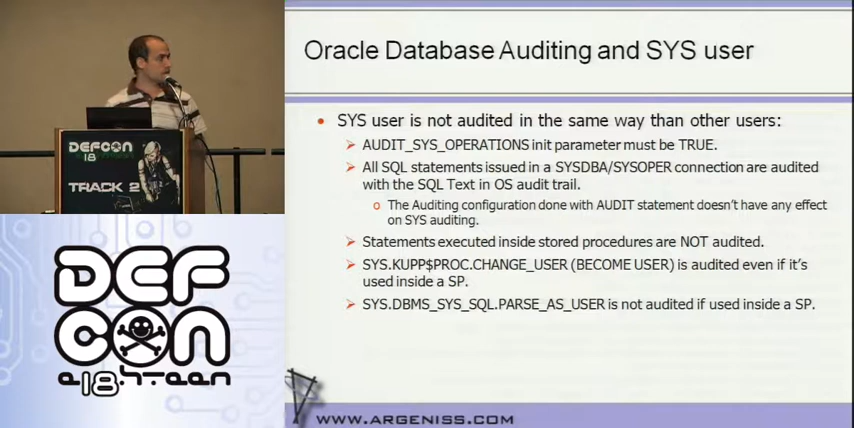 Oracle Database Auditing and SYS user
• SYS user is not audited in the same way than other users:
➢ AUDIT_SYS_OPERATIONS init parameter must be TRUE.
➢ All SQL statements issued in a SYSDBA/SYSOPER connection are audited
with the SQL Text in OS audit trail.
o The Auditing configuration done with AUDIT statement doesn't have any effect
on SYS auditing.
➢ Statements executed inside stored procedures are NOT audited.
➢ SYS.KUPP$PROC.CHANGE_USER (BECOME USER) is audited even if it's
used inside a SP.
➢ SYS.DBMS_SYS_SQL.PARSE_AS_USER is not audited if used inside a SP.
WWW.ARGENISS.COM
DEFCON
18
TRACK 2
DEF
CON
e18hteen